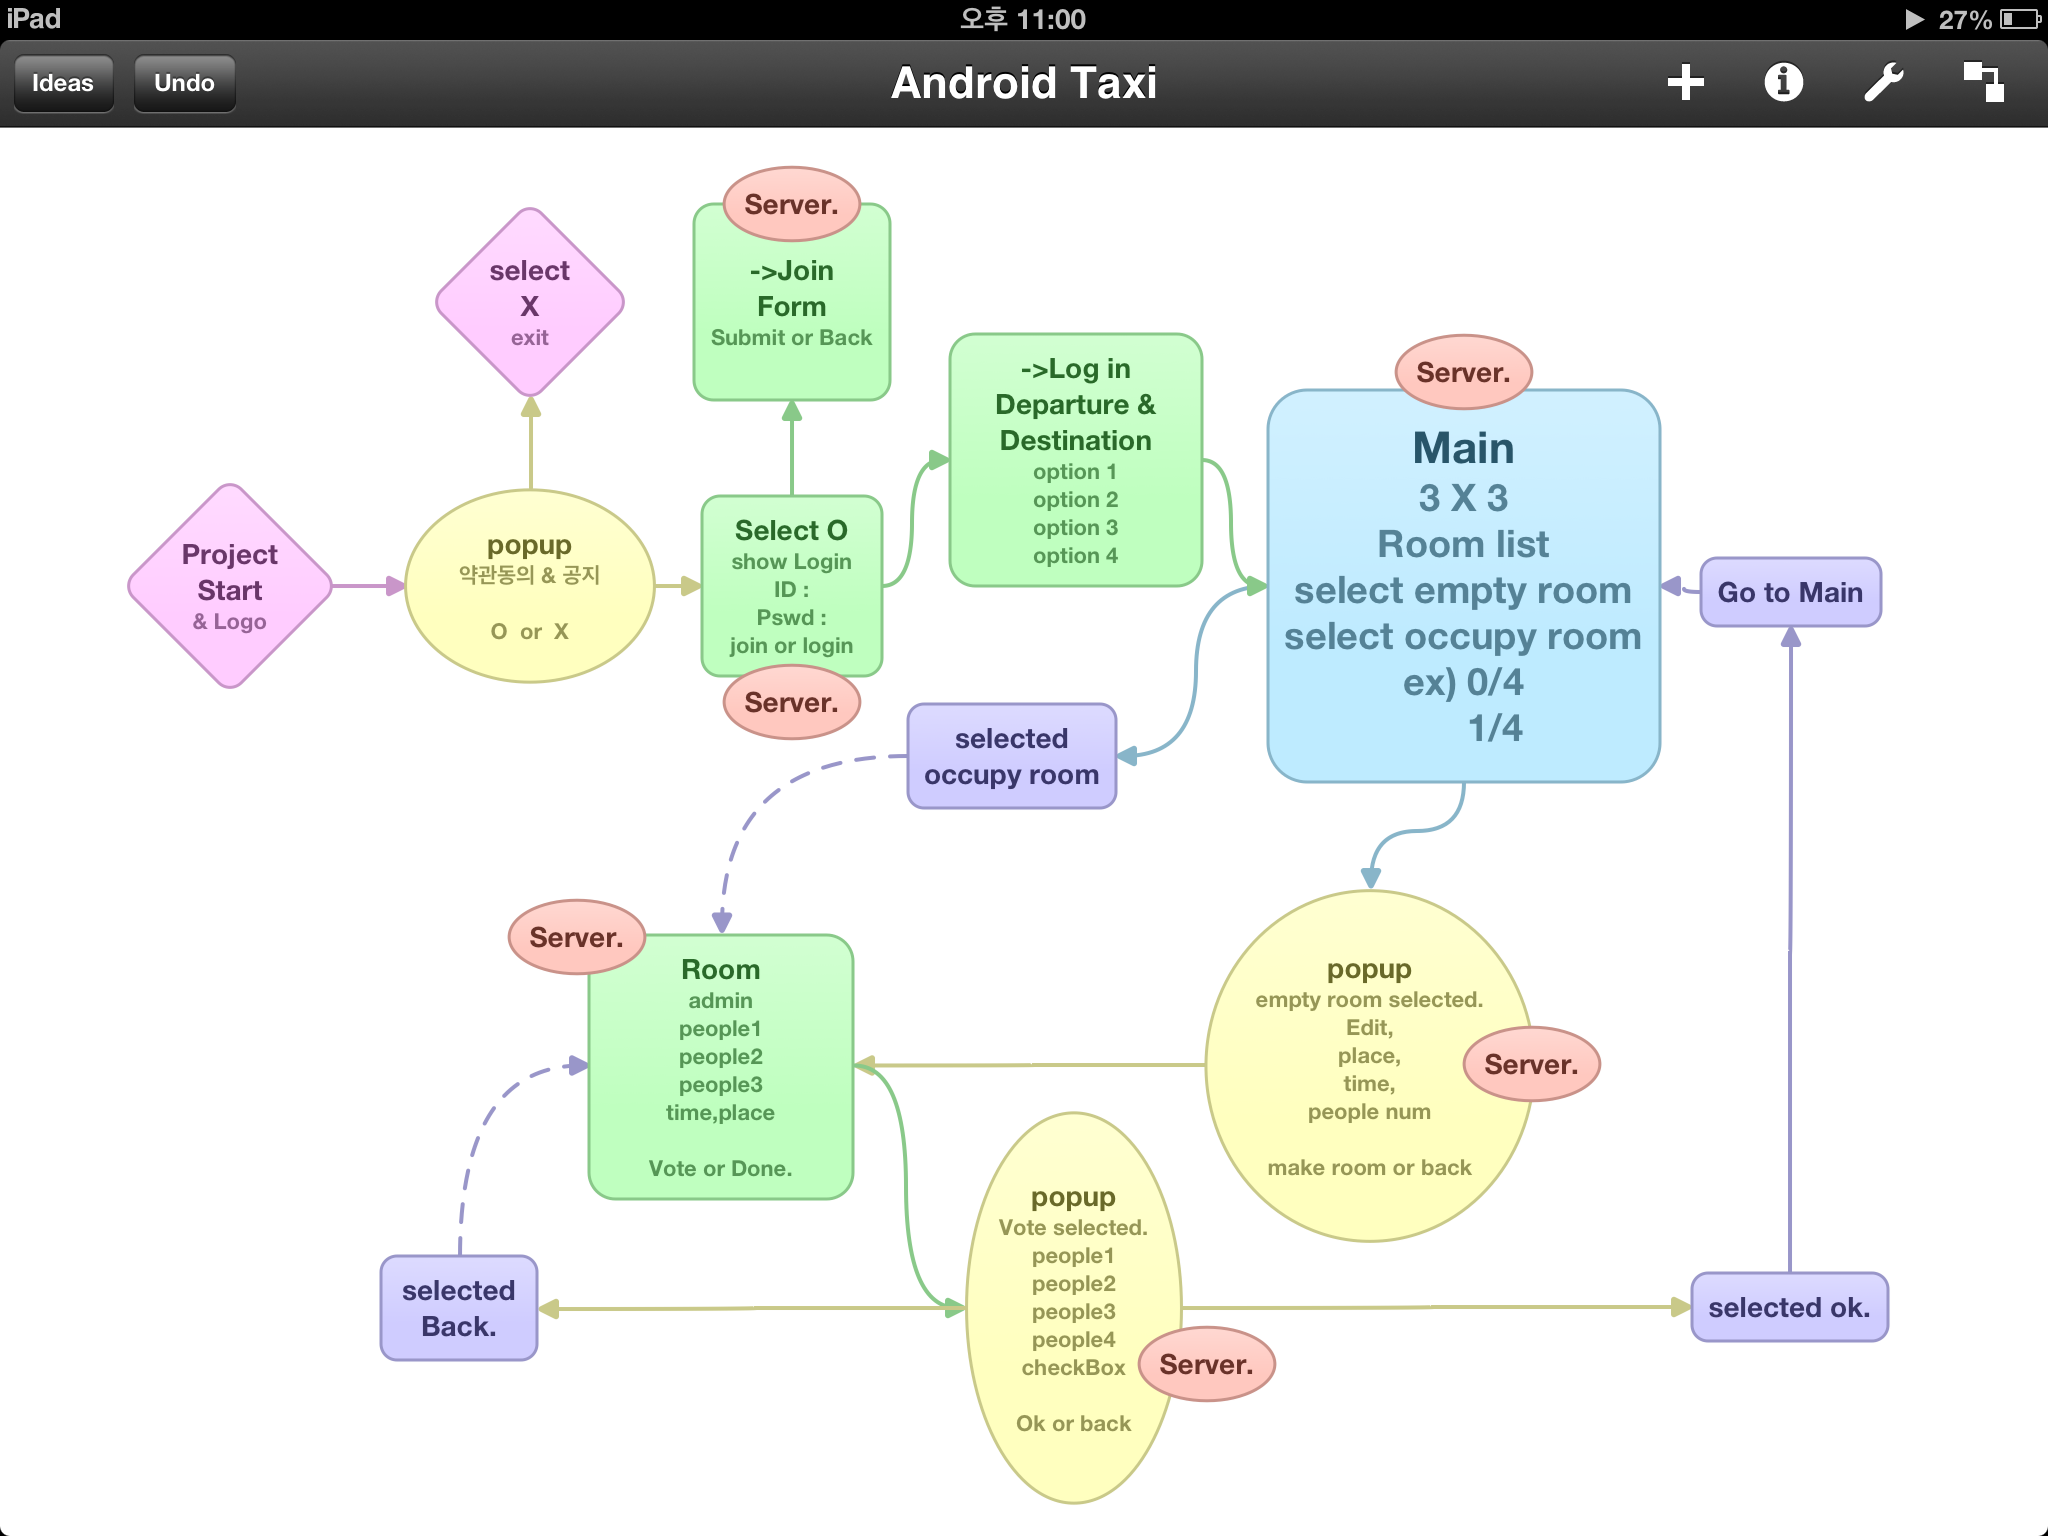 iPad
오후 11:00
27%
Ideas
Undo
Android Taxi
Server.
select
X
exit
->Join
Form
Submit or Back
->Log in
Departure &
Destination
option 1
option 2
option 3
option 4
Server.
Main
3 X 3
Room list
select empty room
select occupy room
ex) 0/4
1/4
Project
Start
& Logo
popup
약관동의 & 공지
O or X
Select O
show Login
ID :
Pswd :
join or login
Server.
Go to Main
selected
occupy room
Server.
Room
admin
people1
people2
people3
time,place
Vote or Done.
popup
empty room selected.
Edit,
place,
time,
people num
make room or back
Server.
popup
Vote selected.
people1
people2
people3
people4
checkBox
Ok or back
Server.
selected
Back.
selected ok.